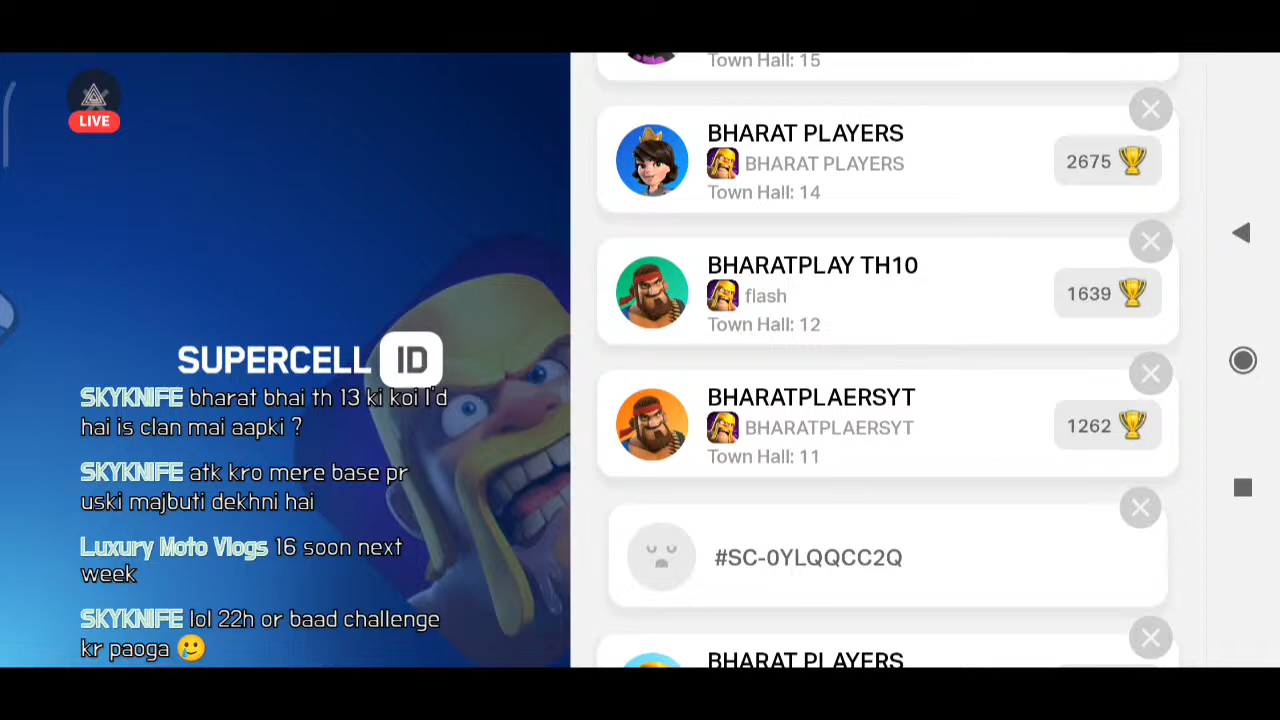 LIVE
SUPERCELL ID
SKYKNIFE bharat bhai th 13 ki koi I'd
hai is clan mai aapki ?
SKYKNIFE atk kro mere base pr
uski majbuti dekhni hai
Luxury Moto Vlogs 16 soon next
week
SKYKNIFE lol 22h or baad challenge
kr paoga 🥲
Town Hall: 15
BHARAT PLAYERS
BHARAT PLAYERS
Town Hall: 14
2675
BHARATPLAY TH10
flash
Town Hall: 12
1639
BHARATPLAERSYT
BHARATPLAERSYT
Town Hall: 11
1262
#SC-0YLQQCC2Q
BHARAT PLAYERS